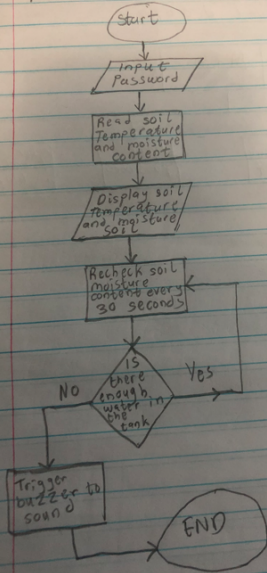 Start
Input
Password
Read soil
Temperature
and moisture
content
Display soil
temperature
and moisture
soil
Recheck soil
moisture
content every
30 seconds
is
there
enough
water in
the
tank
NO
Yes
Trigger
buzzer to
sound
END